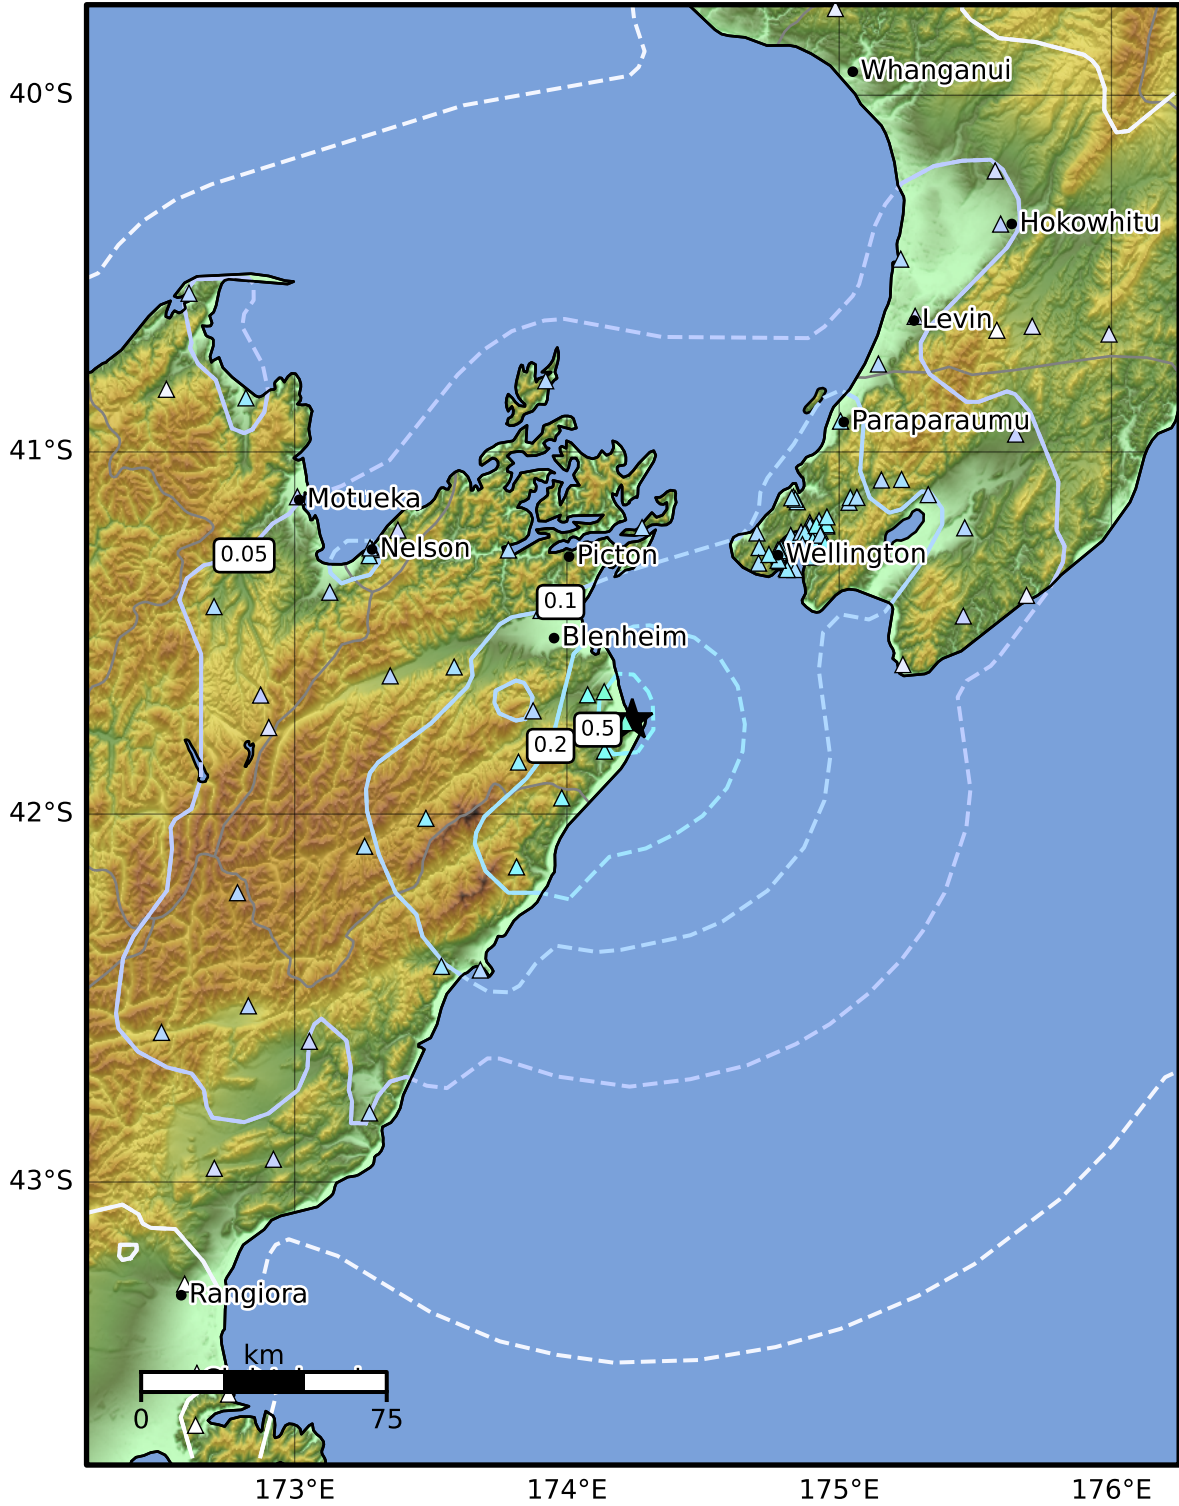 Whanganui
40°S
Hokowhitu
Levin
Paraparaumu
41°S
Motueka
Nelson
0.05
Picton
Wellington
0.1
Blenheim
0.5
0.2
42°S
43°S
Rangiora
km
0
75
173°E
174°E
175°E
176°E